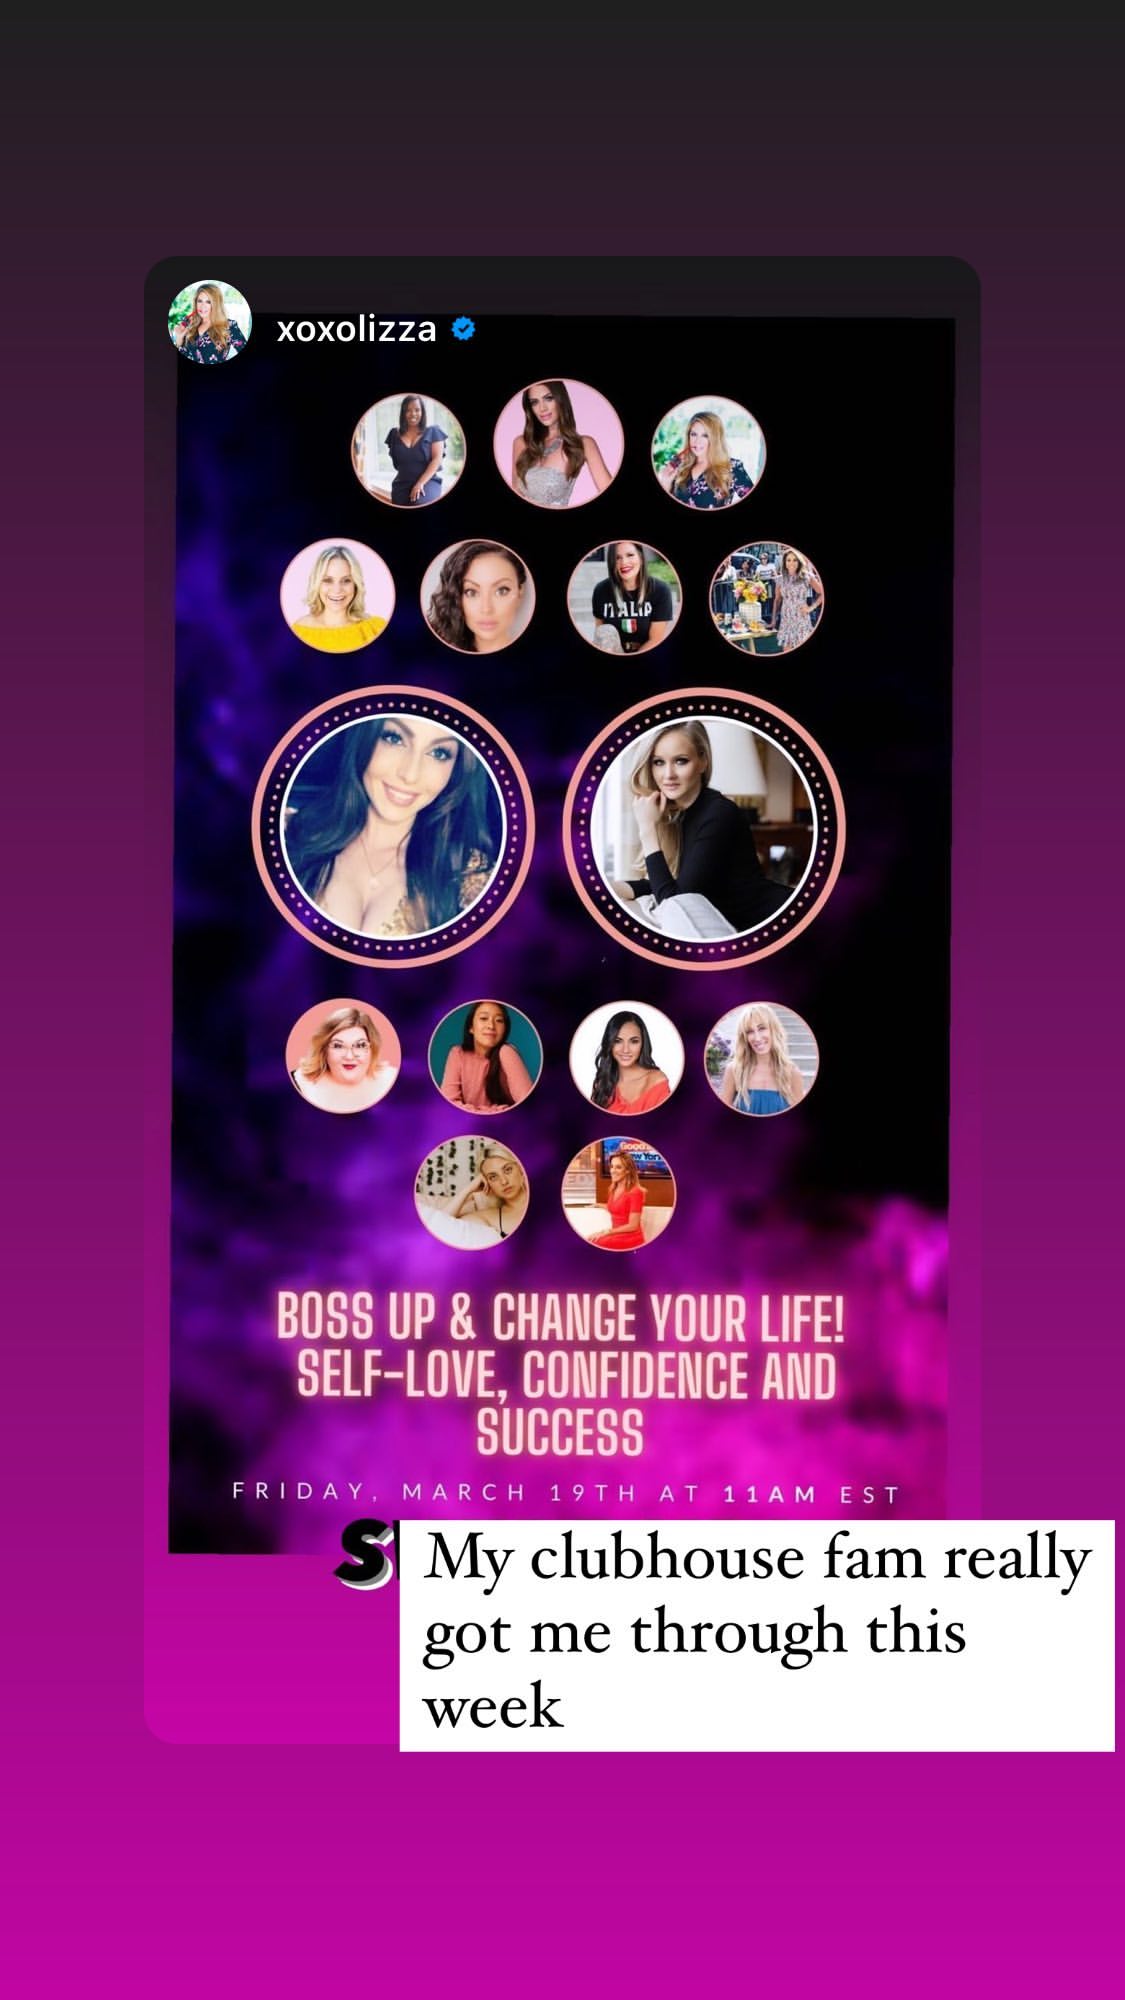 xoxolizza
ITALIA
BOSS UP & CHANGE YOUR LIFE!
SELF-LOVE, CONFIDENCE AND
SUCCESS
FRIDAY, MARCH 19TH AT 11AM EST
My clubhouse fam really
got me through this
week